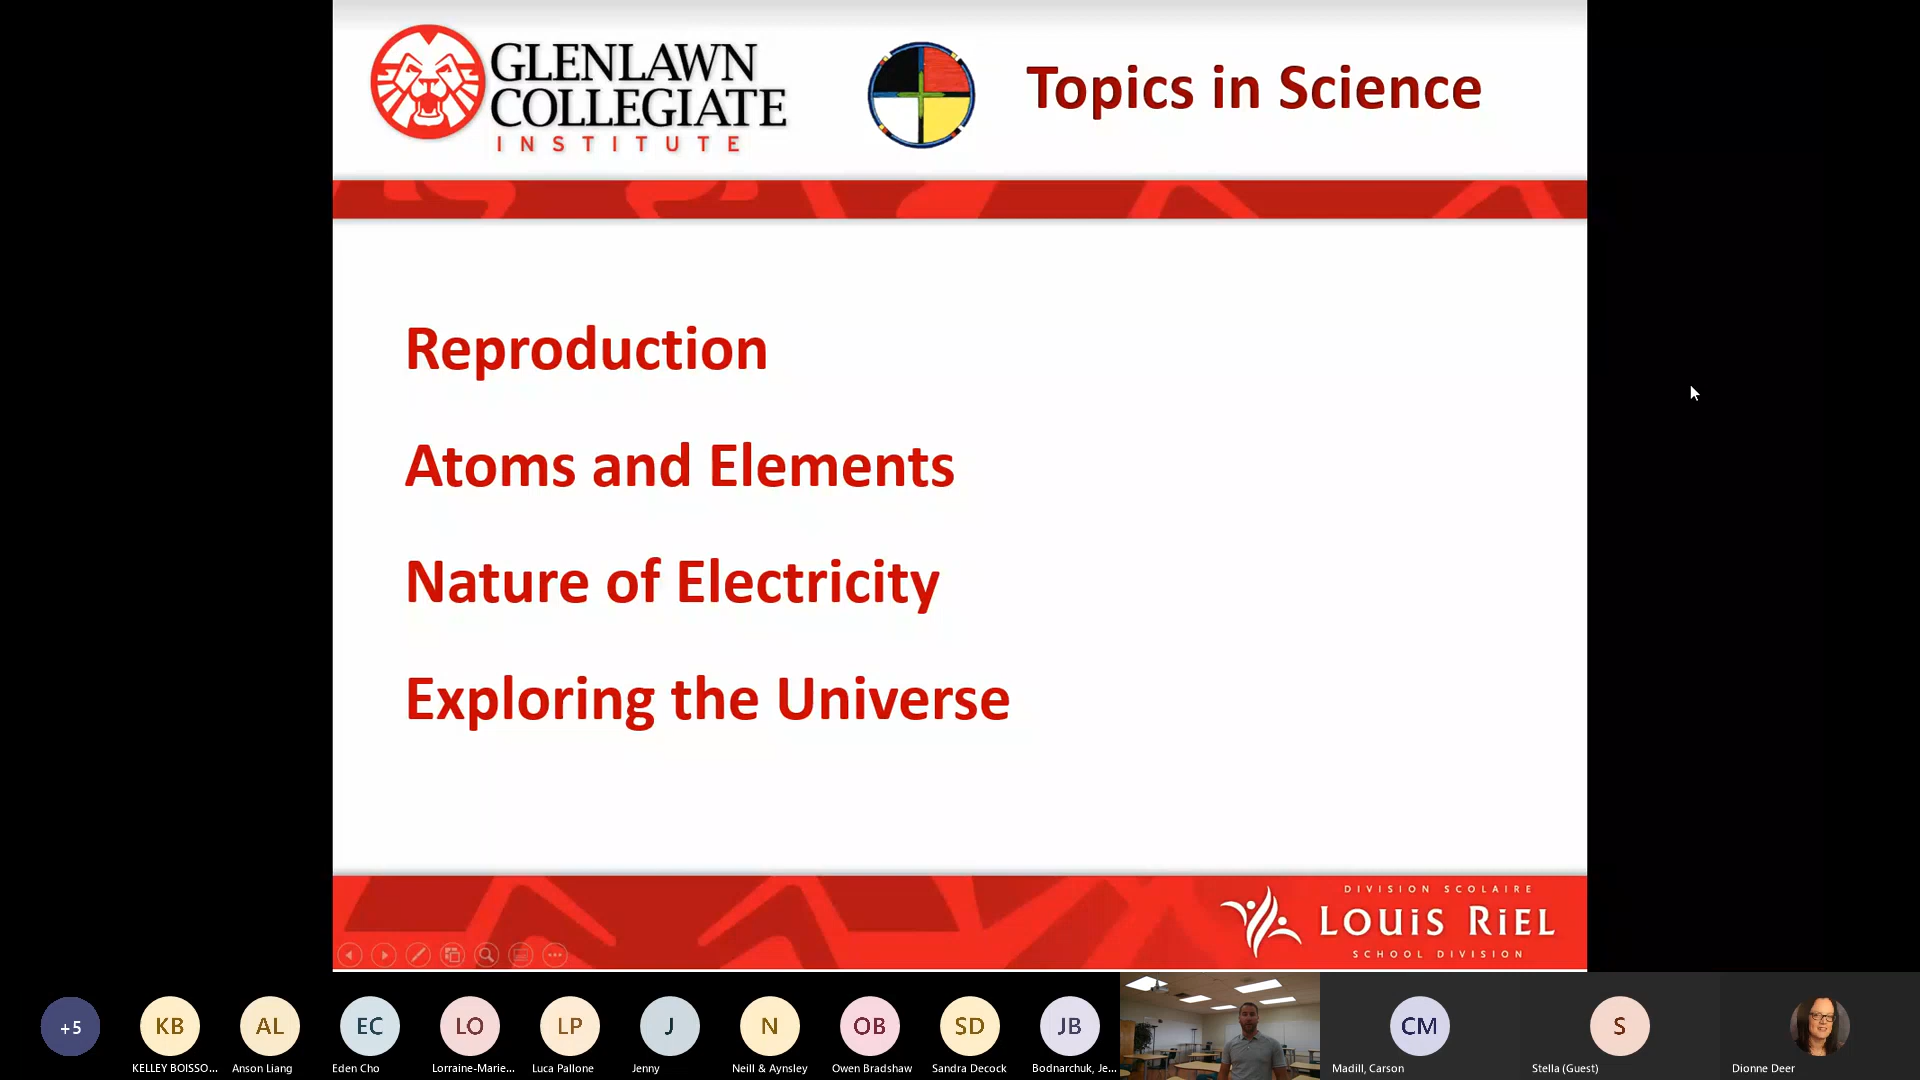 GLENLAWN
COLLEGIATE
INSTITUTE
Topics in Science
Reproduction
Atoms and Elements
Nature of Electricity
Exploring the Universe
DIVISION SCOLAIRE
LOUiS RiEL
SCHOOL DIVISION
+5
KB
AL
EC
LO
LP
J
N
OB
SD
JB
CM
S
KELLEY BOISSO...
Anson Liang
Eden Cho
Lorraine-Marie...
Luca Pallone
Jenny
Neill & Aynsley
Owen Bradshaw
Sandra Decock
Bodnarchuk, Je...
Madill, Carson
Stella (Guest)
Dionne Deer